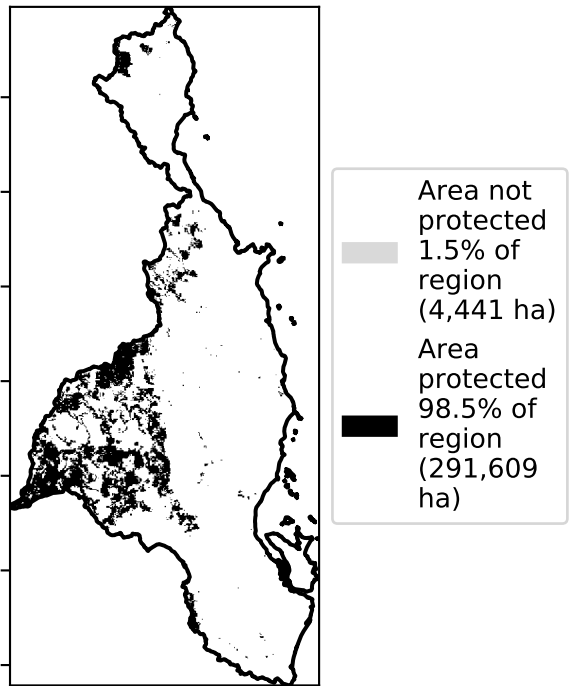 Area not
protected
1.5% of
region
(4,441 ha)
Area
protected
98.5% of
region
(291,609
ha)